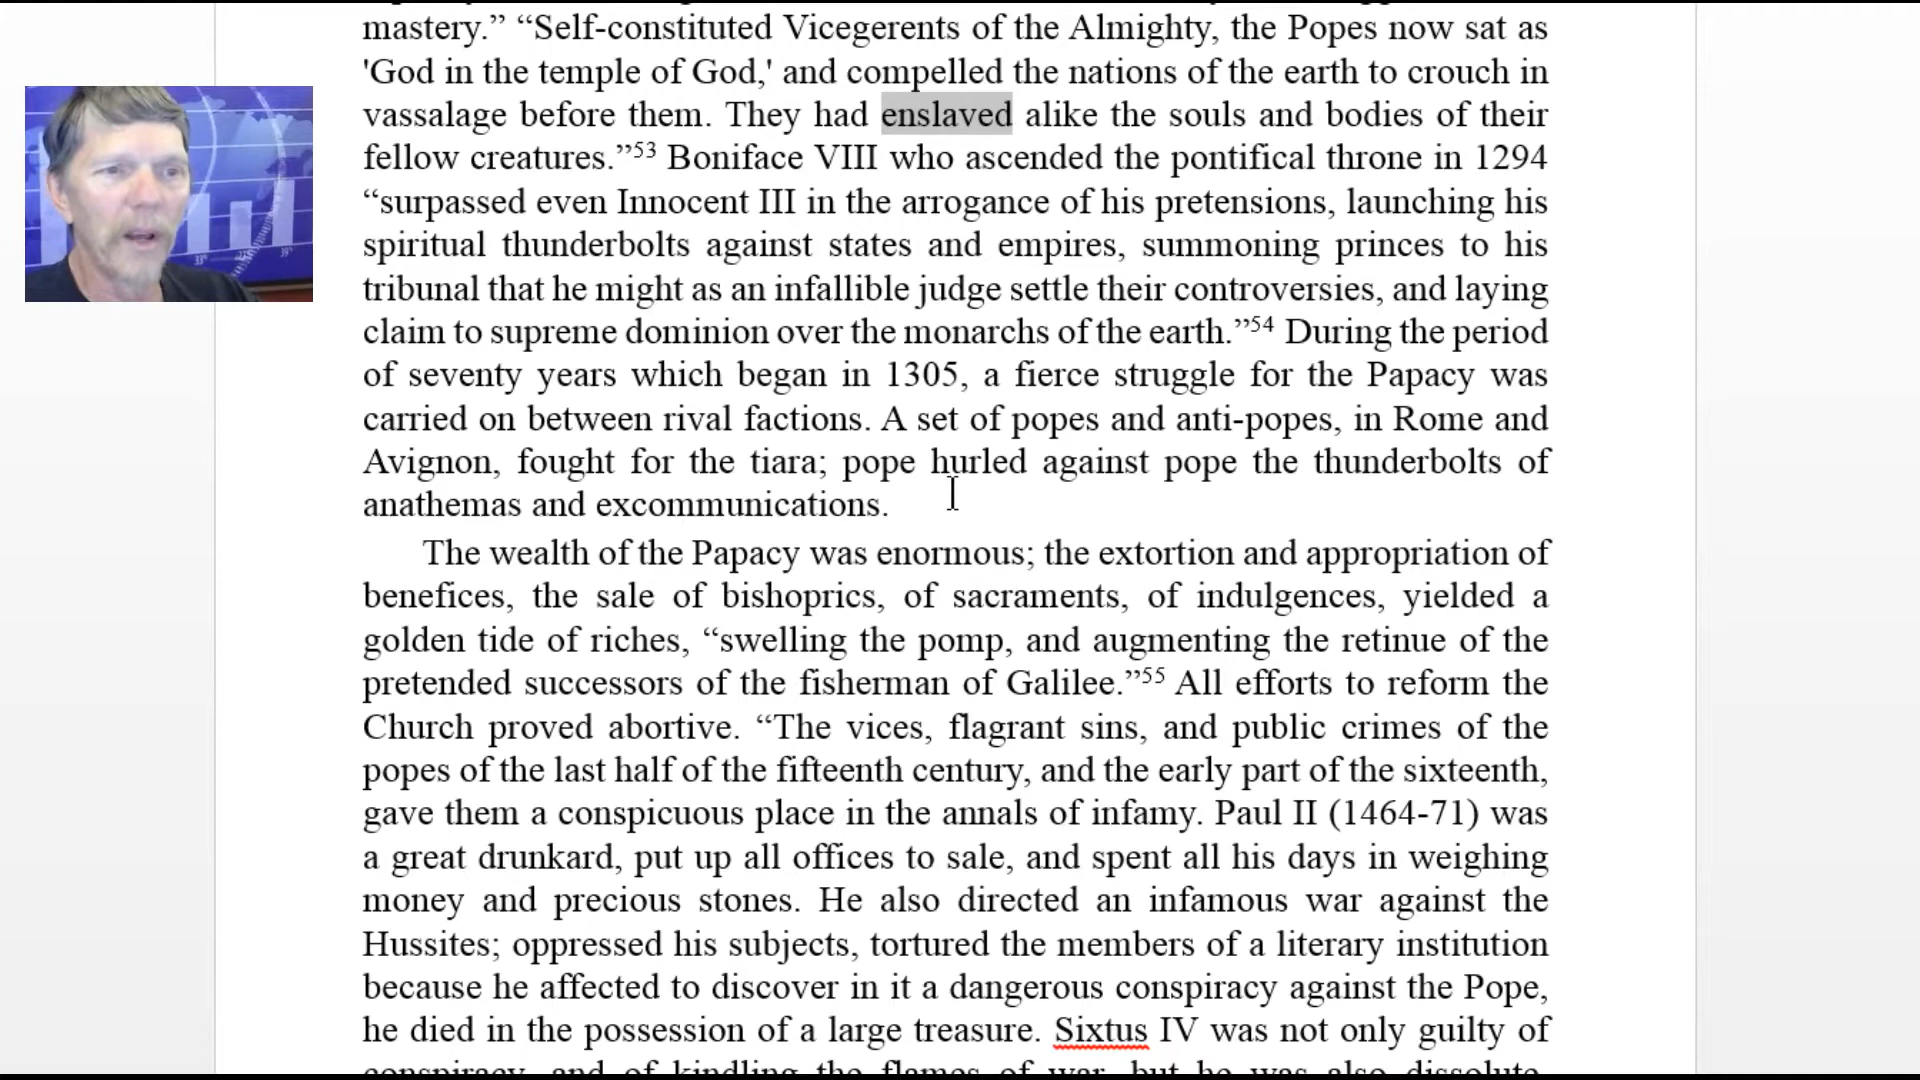 mastery.” “Self-constituted Vicegerents of the Almighty, the Popes now sat as
'God in the temple of God,' and compelled the nations of the earth to crouch in
vassalage before them. They had enslaved alike the souls and bodies of their
fellow creatures.”53 Boniface VIII who ascended the pontifical throne in 1294
“surpassed even Innocent III in the arrogance of his pretensions, launching his
spiritual thunderbolts against states and empires, summoning princes to his
tribunal that he might as an infallible judge settle their controversies, and laying
claim to supreme dominion over the monarchs of the earth.”54 During the period
of seventy years which began in 1305, a fierce struggle for the Papacy was
carried on between rival factions. A set of popes and anti-popes, in Rome and
Avignon, fought for the tiara; pope hurled against pope the thunderbolts of
anathemas and excommunications.
The wealth of the Papacy was enormous; the extortion and appropriation of
benefices, the sale of bishoprics, of sacraments, of indulgences, yielded a
golden tide of riches, “swelling the pomp, and augmenting the retinue of the
pretended successors of the fisherman of Galilee.”55 All efforts to reform the
Church proved abortive. “The vices, flagrant sins, and public crimes of the
popes of the last half of the fifteenth century, and the early part of the sixteenth,
gave them a conspicuous place in the annals of infamy. Paul II (1464-71) was
a great drunkard, put up all offices to sale, and spent all his days in weighing
money and precious stones. He also directed an infamous war against the
Hussites; oppressed his subjects, tortured the members of a literary institution
because he affected to discover in it a dangerous conspiracy against the Pope,
he died in the possession of a large treasure. Sixtus IV was not only guilty of
conspiracy, and of kindling the flames of war, but he was also dissolute,